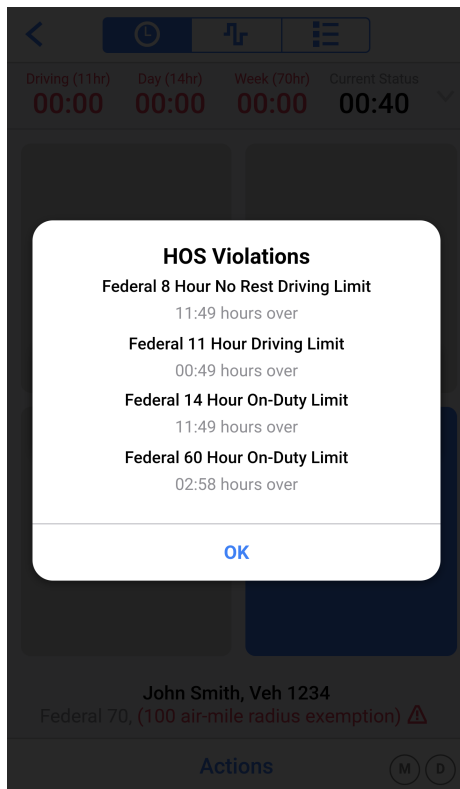 Driving (11hr) Day (14hr) Week (70hr) Current Status
00:00 00:00 00:00 00:40
HOS Violations
Federal 8 Hour No Rest Driving Limit
11:49 hours over
Federal 11 Hour Driving Limit
00:49 hours over
Federal 14 Hour On-Duty Limit
11:49 hours over
Federal 60 Hour On-Duty Limit
02:58 hours over
OK
John Smith, Veh 1234
Federal 70, (100 air-mile radius exemption)
Actions
M D